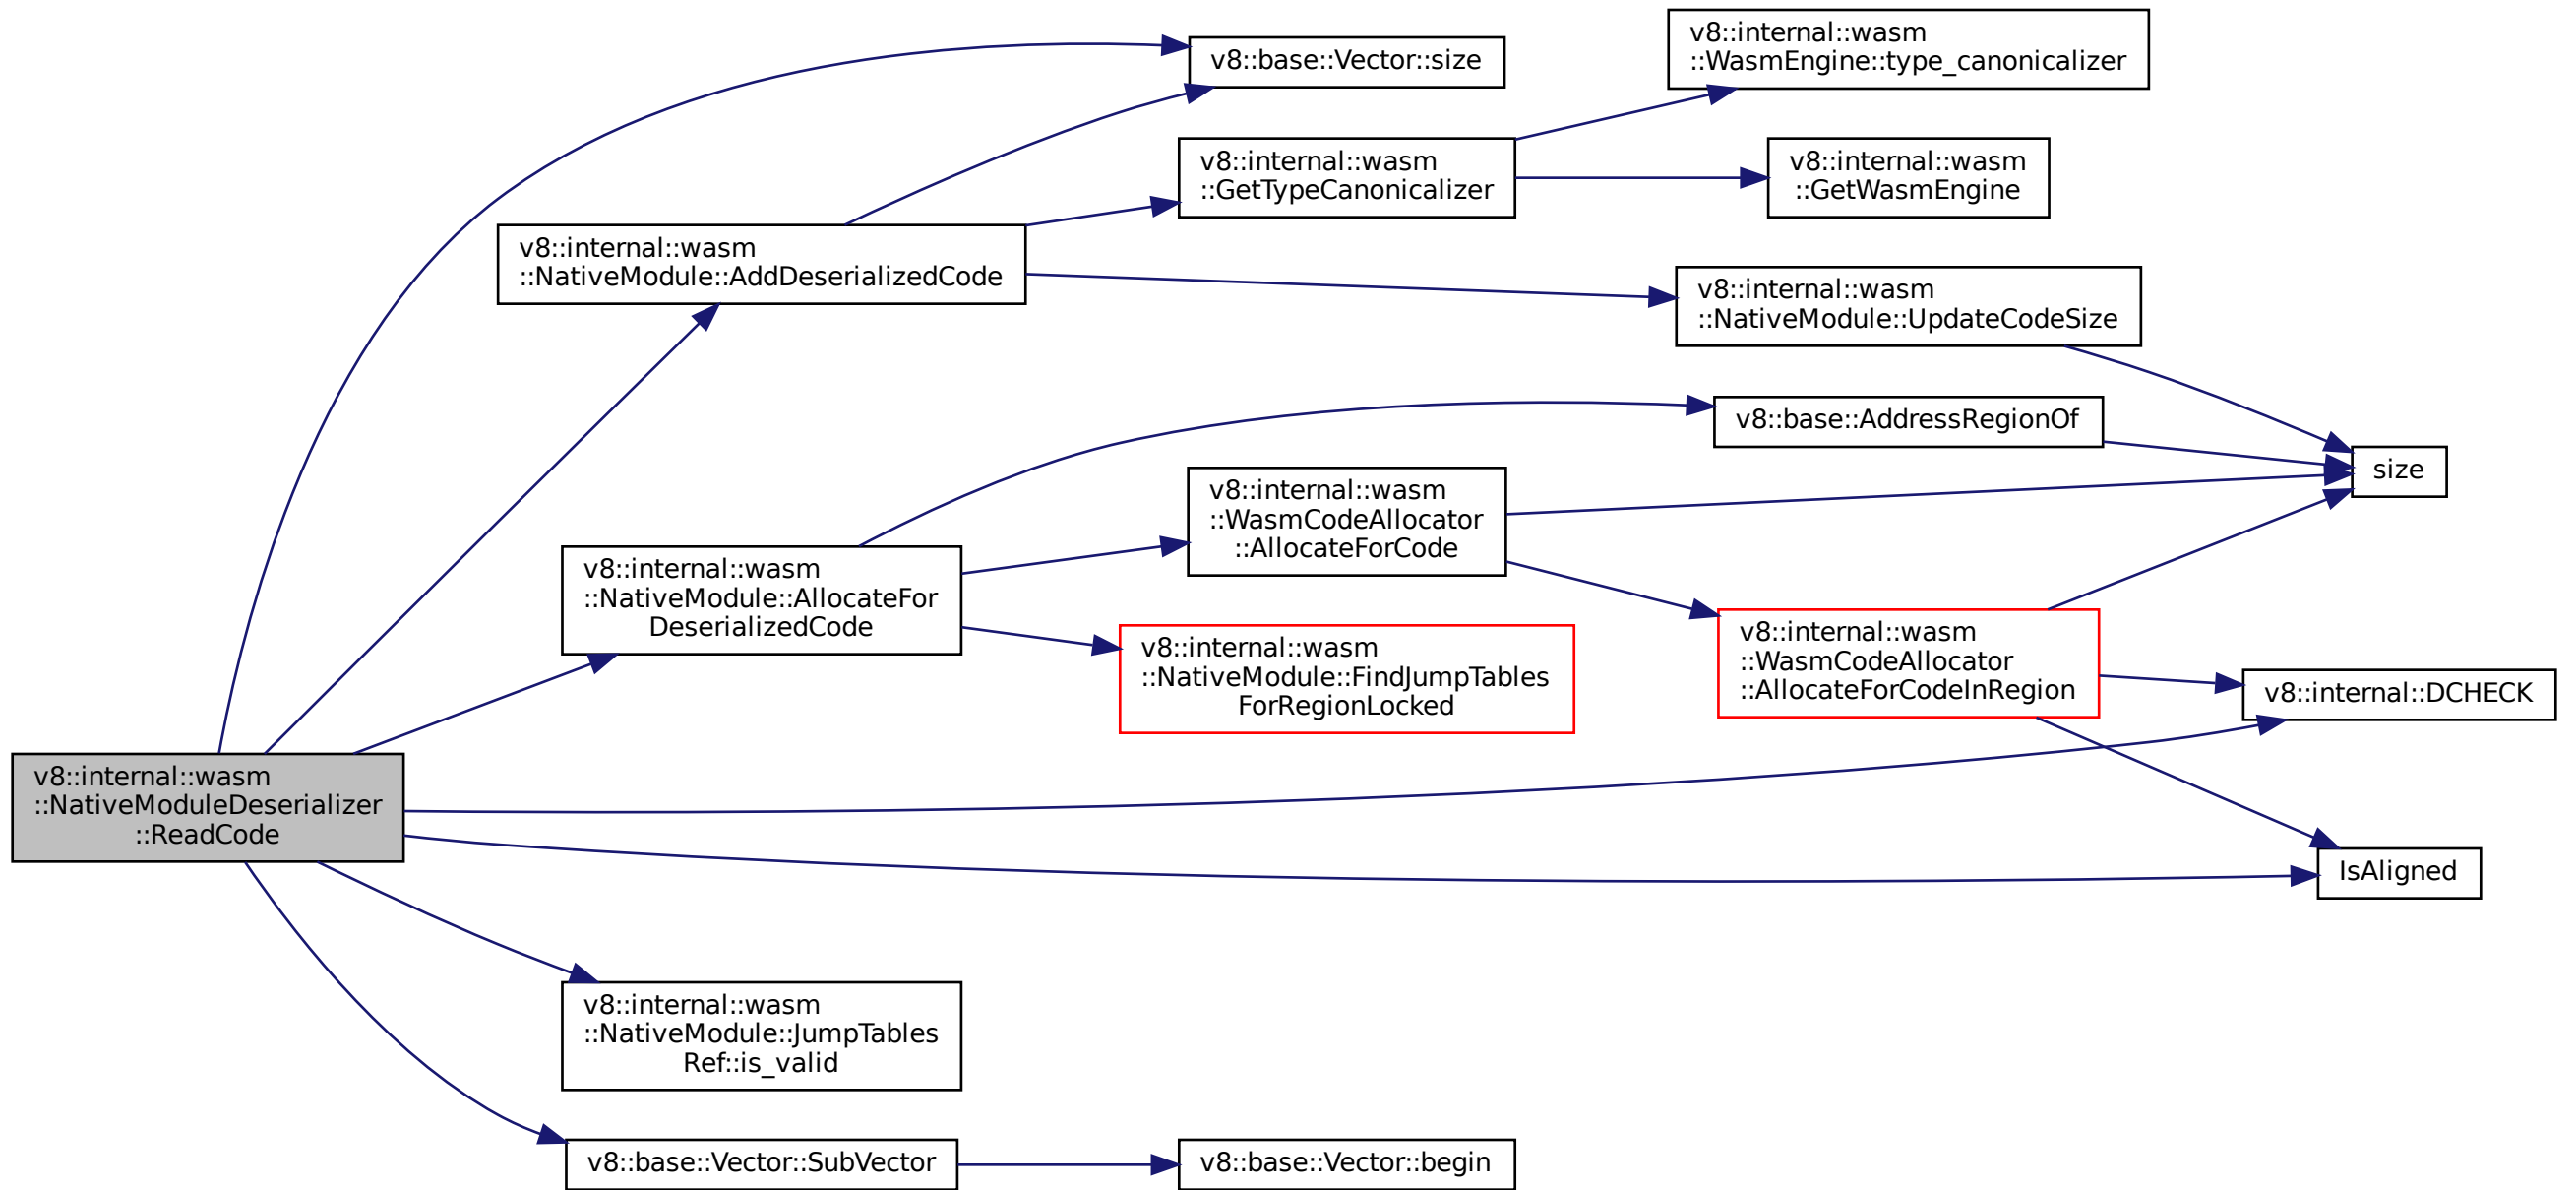 v8::internal::wasm
::WasmEngine::type_canonicalizer
v8::base::Vector::size
v8::internal::wasm
::GetTypeCanonicalizer
v8::internal::wasm
::GetWasmEngine
v8::internal::wasm
::NativeModule::AddDeserializedCode
v8::internal::wasm
::NativeModule::UpdateCodeSize
v8::base::AddressRegionOf
size
v8::internal::wasm
::WasmCodeAllocator
::AllocateForCode
v8::internal::wasm
::NativeModule::AllocateFor
DeserializedCode
v8::internal::wasm
::NativeModule::FindJumpTables
ForRegionLocked
v8::internal::wasm
::WasmCodeAllocator
::AllocateForCodeInRegion
v8::internal::DCHECK
v8::internal::wasm
::NativeModuleDeserializer
::ReadCode
IsAligned
v8::internal::wasm
::NativeModule::JumpTables
Ref::is_valid
v8::base::Vector::SubVector
v8::base::Vector::begin